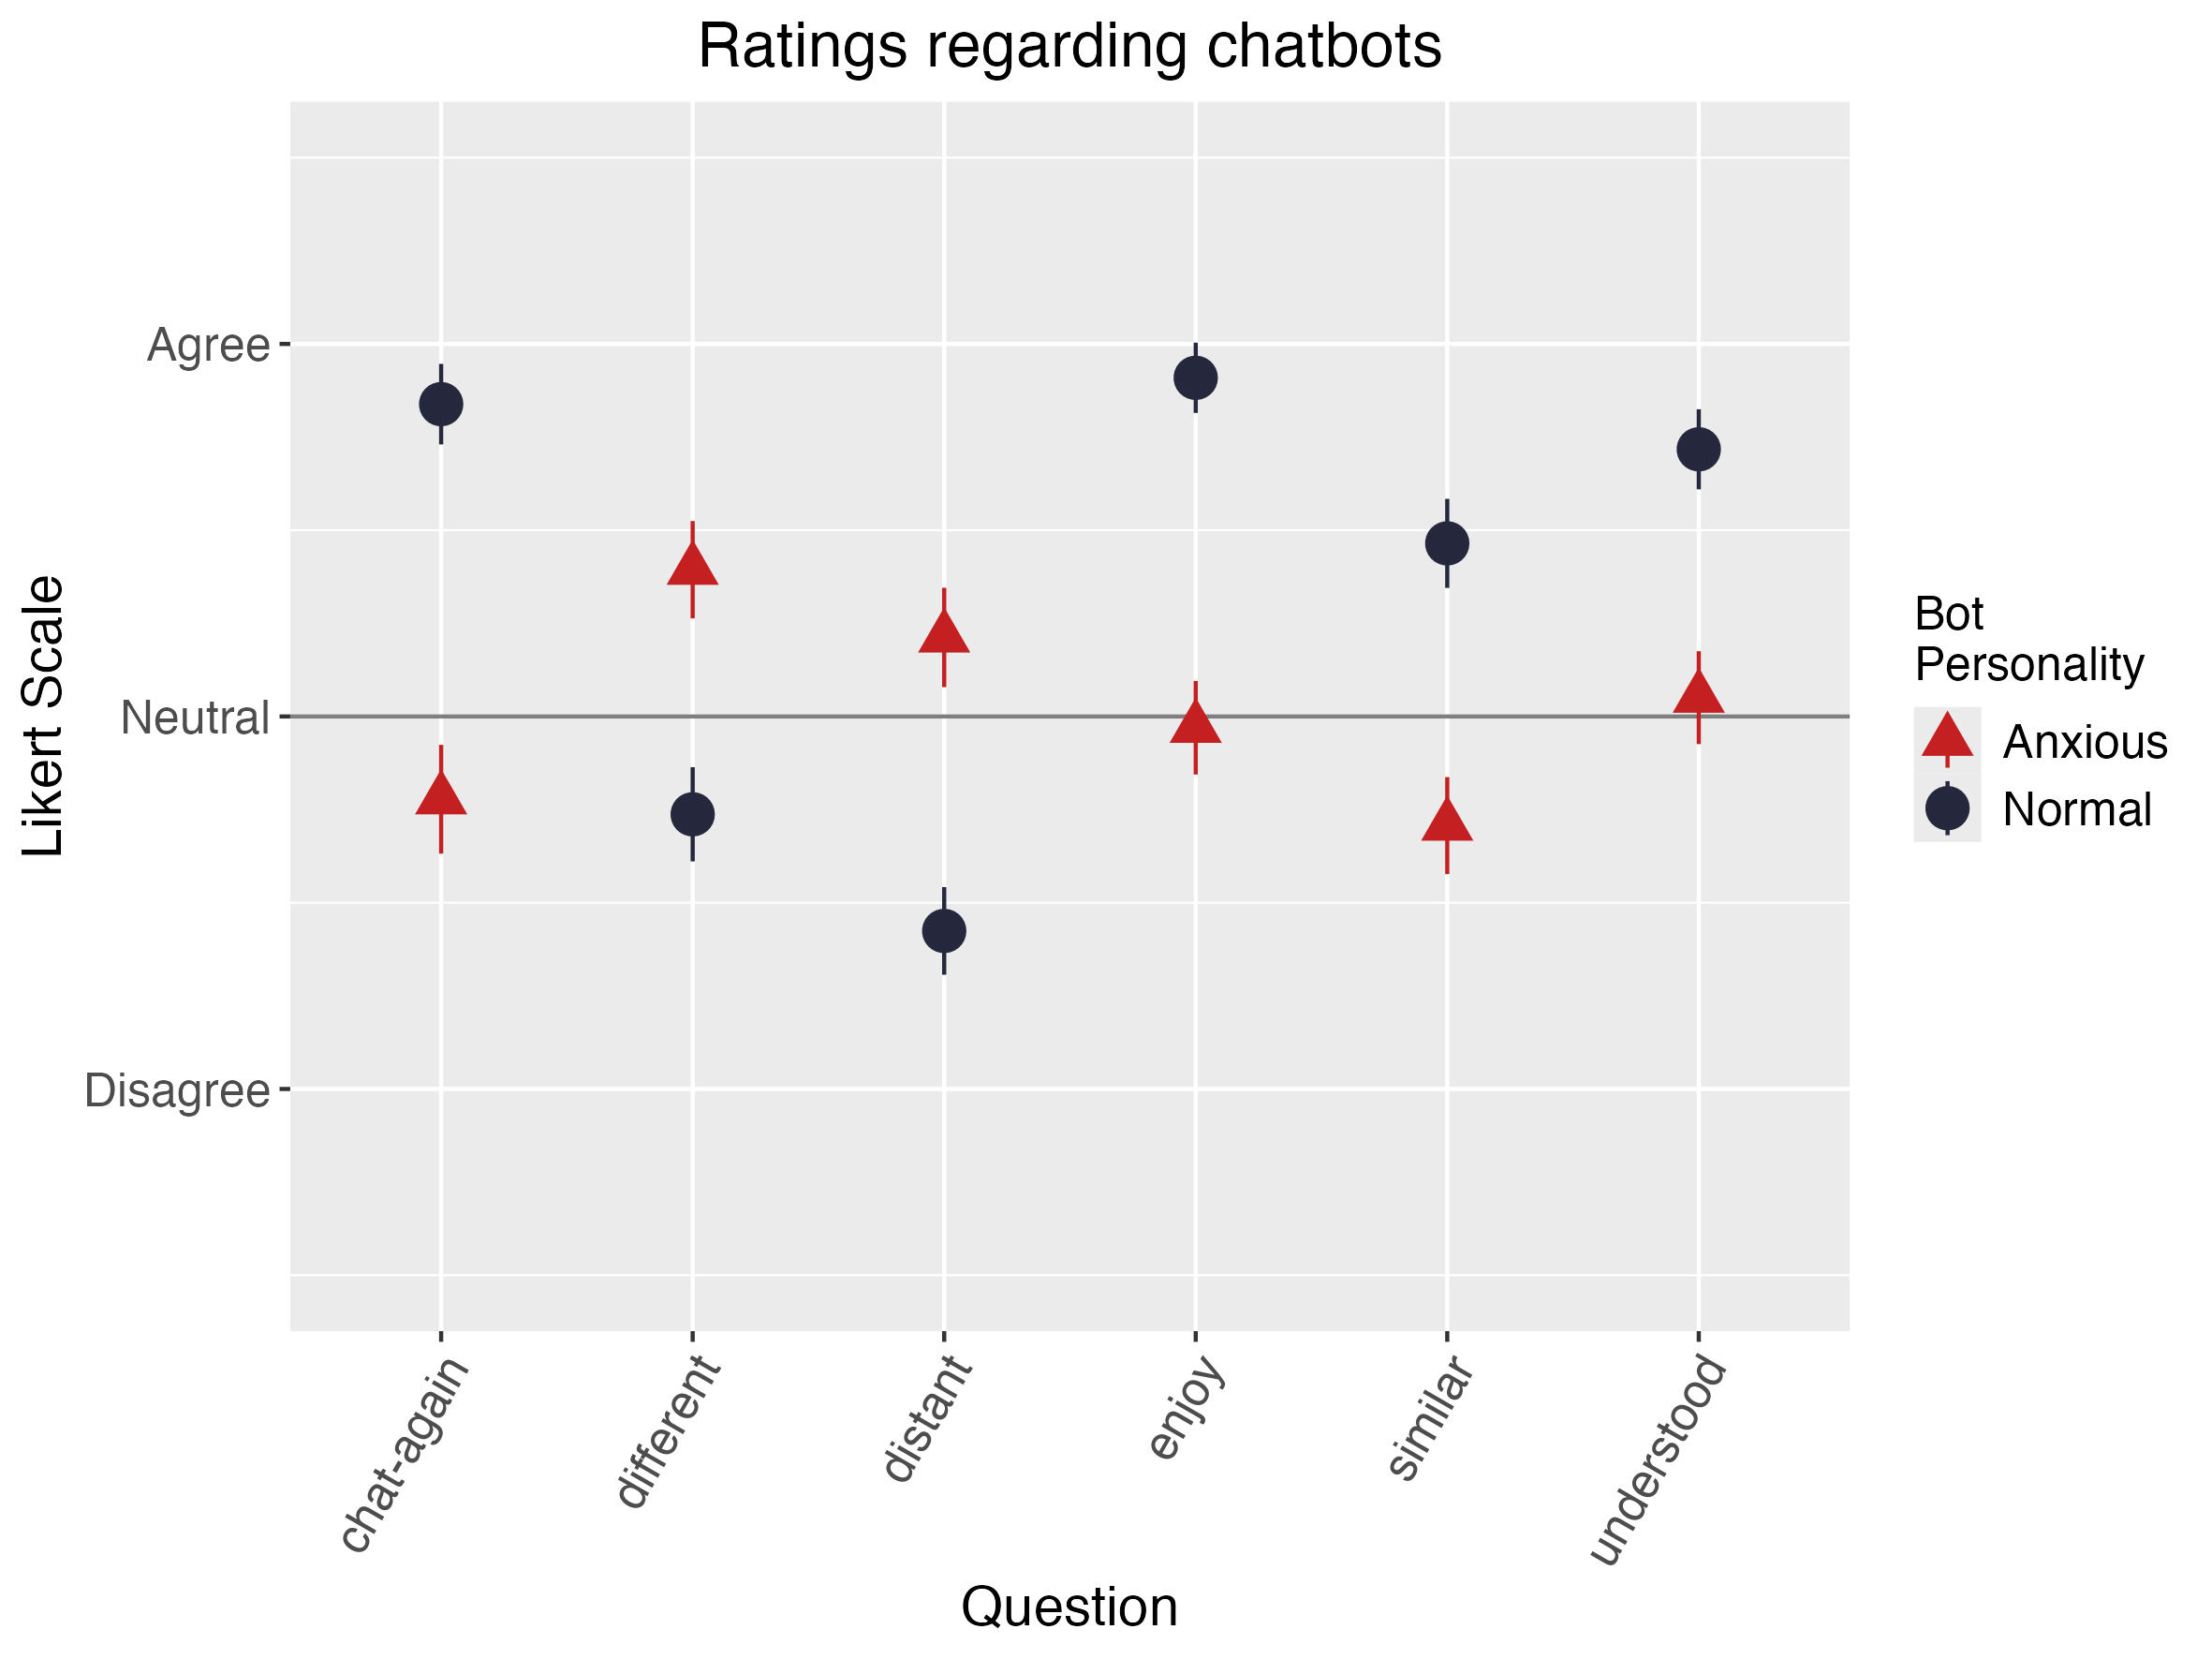 Ratings regarding chatbots
Likert Scale
Agree
Neutral
Disagree
chat-again
different
distant
enjoy
similar
understood
Question
Bot
Personality
Anxious
Normal